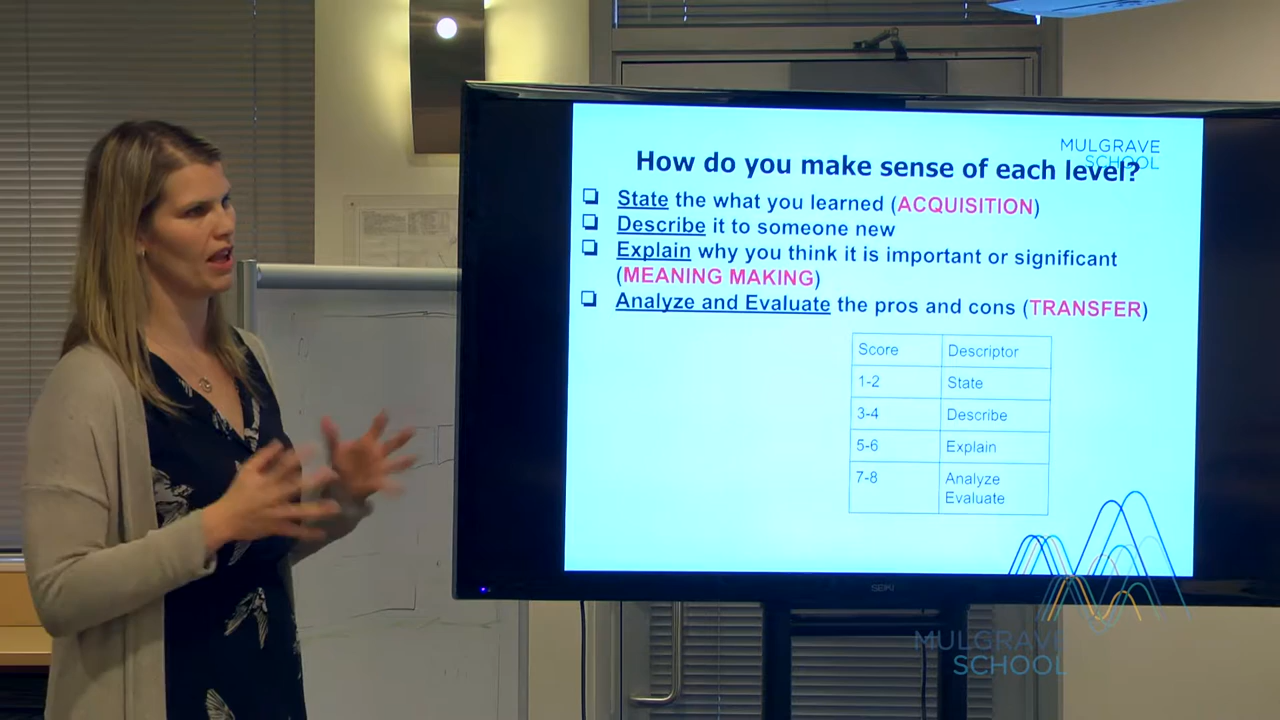 MULGRAVE
SCHOOL
How do you make sense of each level?
State the what you learned (ACQUISITION)
Describe it to someone new
Explain why you think it is important or significant
(MEANING MAKING)
Analyze and Evaluate the pros and cons (TRANSFER)
Score Descriptor
1-2 State
3-4 Describe
5-6 Explain
7-8 Analyze
Evaluate
SEIKI
MULGRAVE
SCHOOL